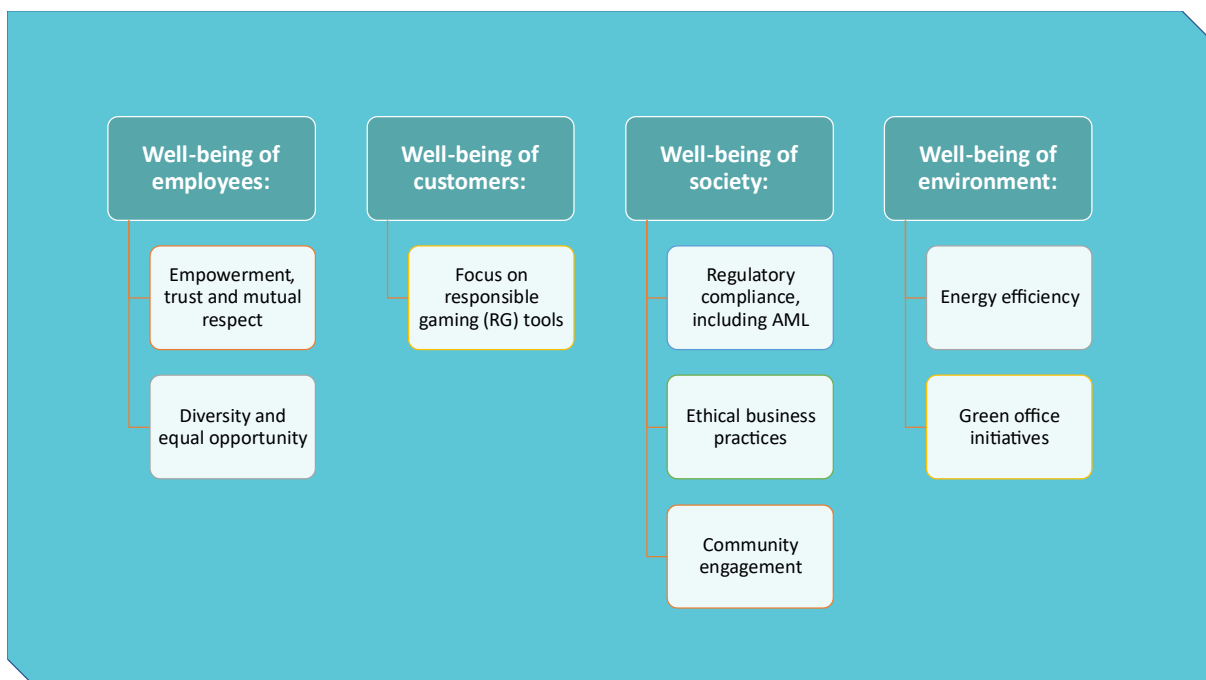 Well-being of
employees:
Empowerment,
trust and mutual
respect
Diversity and
equal opportunity
Well-being of
customers:
Focus on
responsible
gaming (RG) tools
Well-being of
society:
Regulatory
compliance,
including AML
Ethical business
practices
Community
engagement
Well-being of
environment:
Energy efficiency
Green office
initiatives